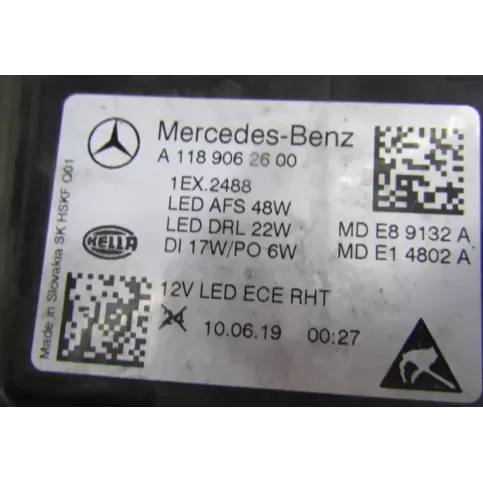 Mercedes-Benz
A 118 906 26 00
1EX.2488
LED AFS 48W
LED DRL 22W
DI 17W/PO 6W
MD E8 9132 A
MD E1 4802 A
HELLA
12V LED ECE RHT
10.06.19 00:27
Made in Slovakia SK HSKF C01